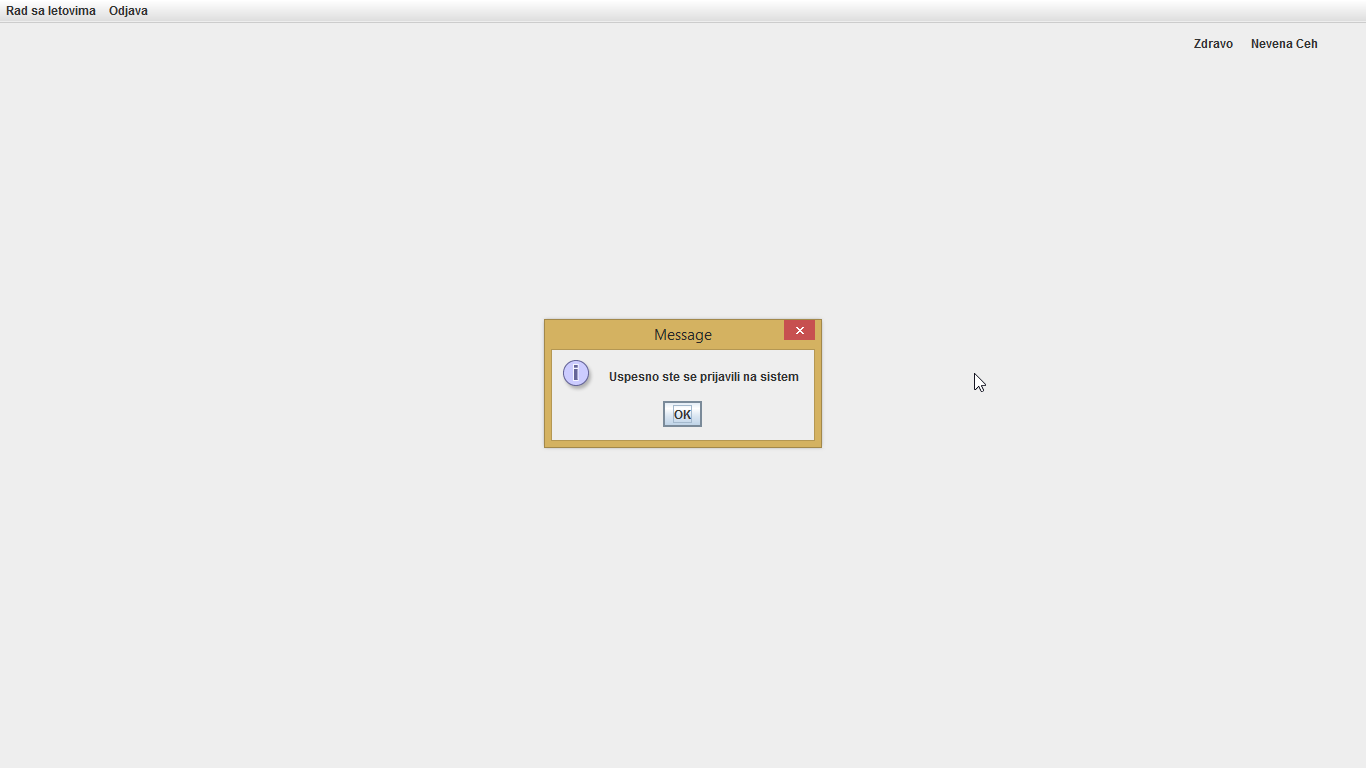 Rad sa letovima Odjava
Zdravo Nevena Ceh
Message
Uspesno ste se prijavili na sistem
OK